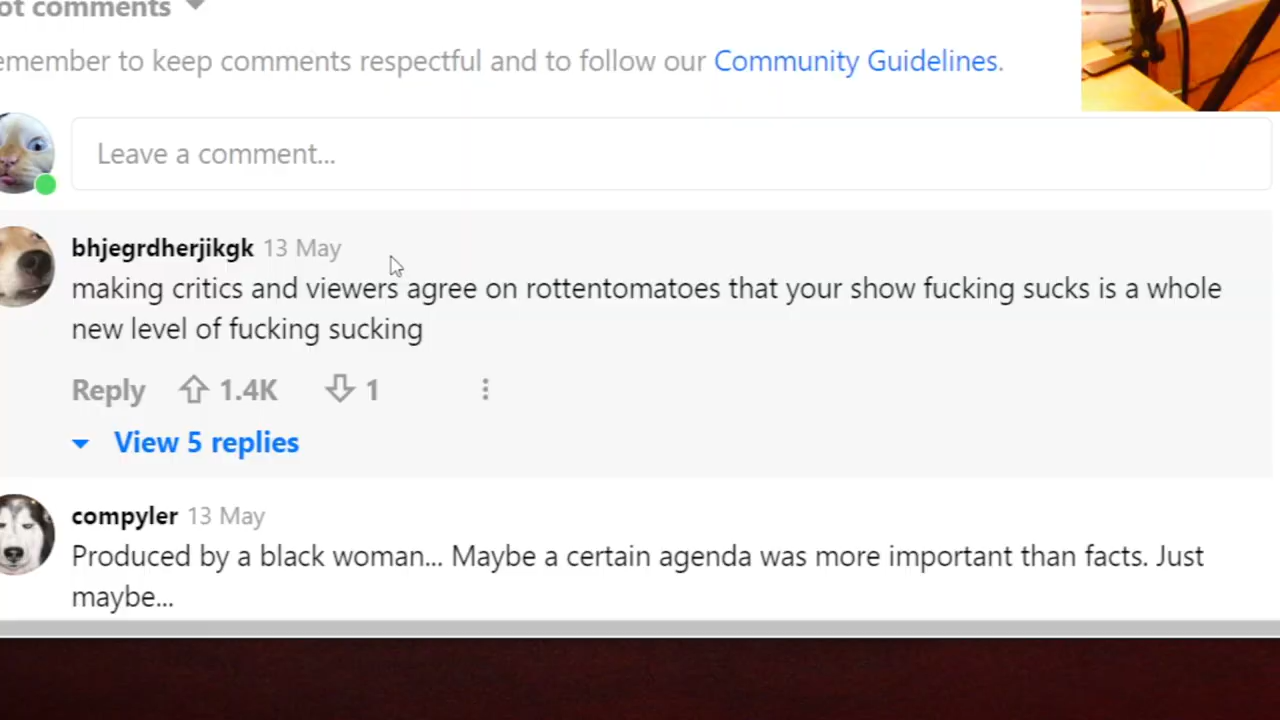 ot comments
emember to keep comments respectful and to follow our Community Guidelines.
Leave a comment...
bhjegrdherjikgk 13 May
making critics and viewers agree on rottentomatoes that your show fucking sucks is a whole
new level of fucking sucking
Reply 1.4K 1
View 5 replies
compyler 13 May
Produced by a black woman... Maybe a certain agenda was more important than facts. Just
maybe...